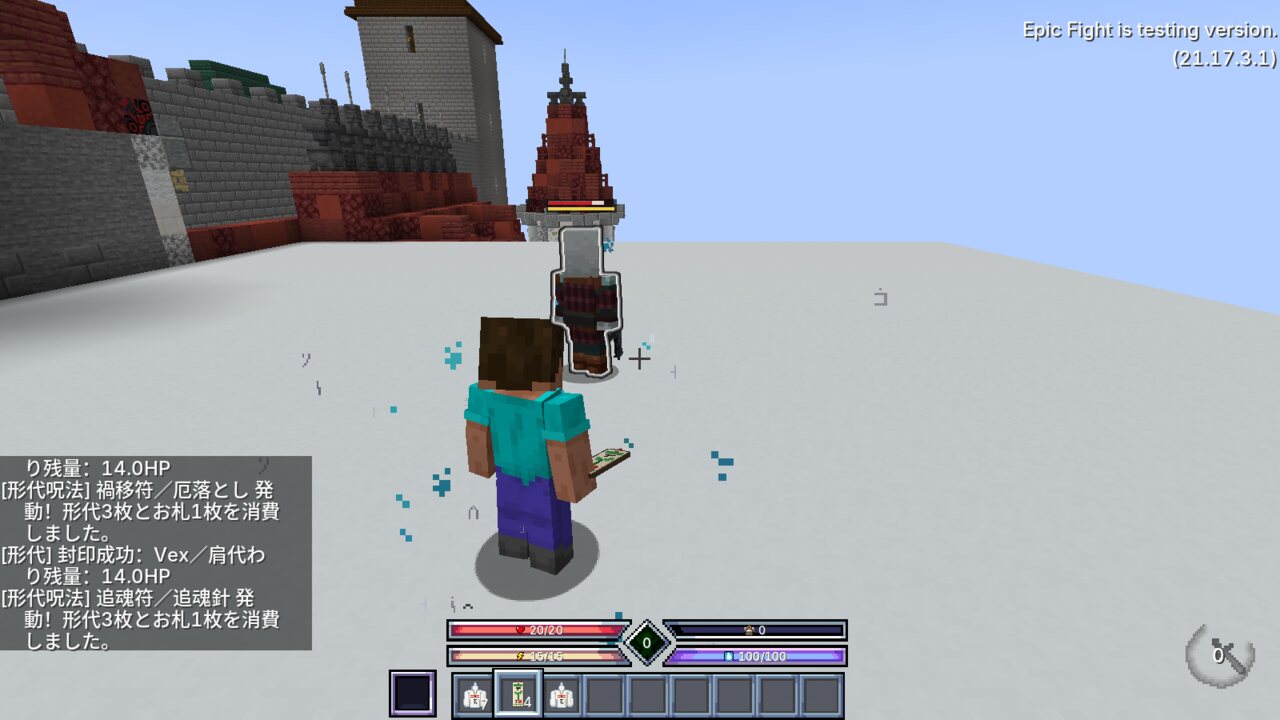 Epic Fight is testing version.
(21.17.3.1)
り残量: 14.0HP
[形代呪法] 禍移符／厄落とし 発
動! 形代3枚とお札1枚を消費
しました。
[形代] 封印成功: Vex／肩代わ
り残量: 14.0HP
[形代呪法] 追魂符／追魂針 発
動! 形代3枚とお札1枚を消費
しました。
20/20
0
0
15/15
100/100
7
4
0